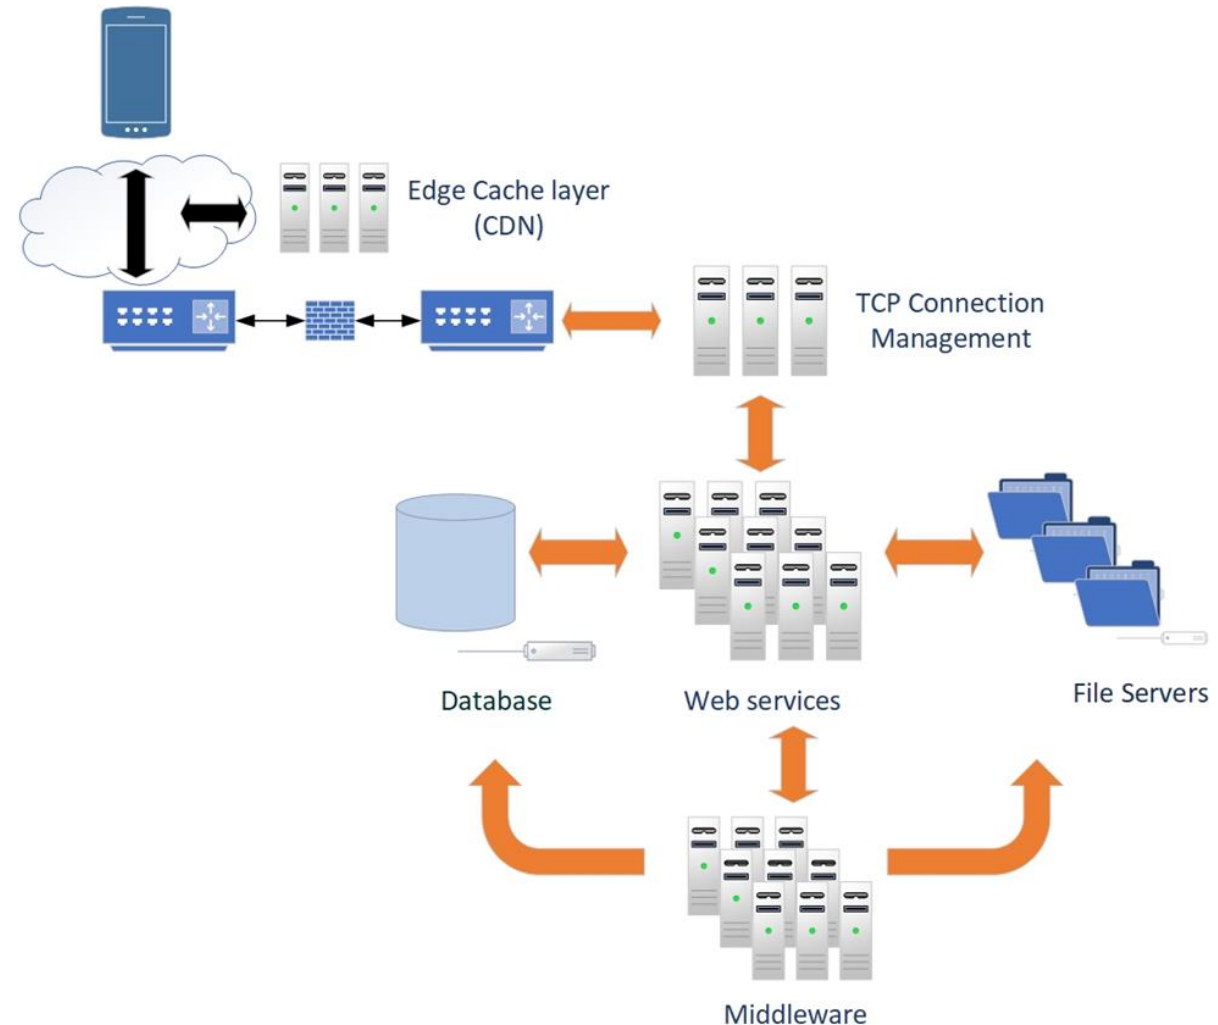 Edge Cache layer
(CDN)
TCP Connection
Management
Database
Web services
File Servers
Middleware